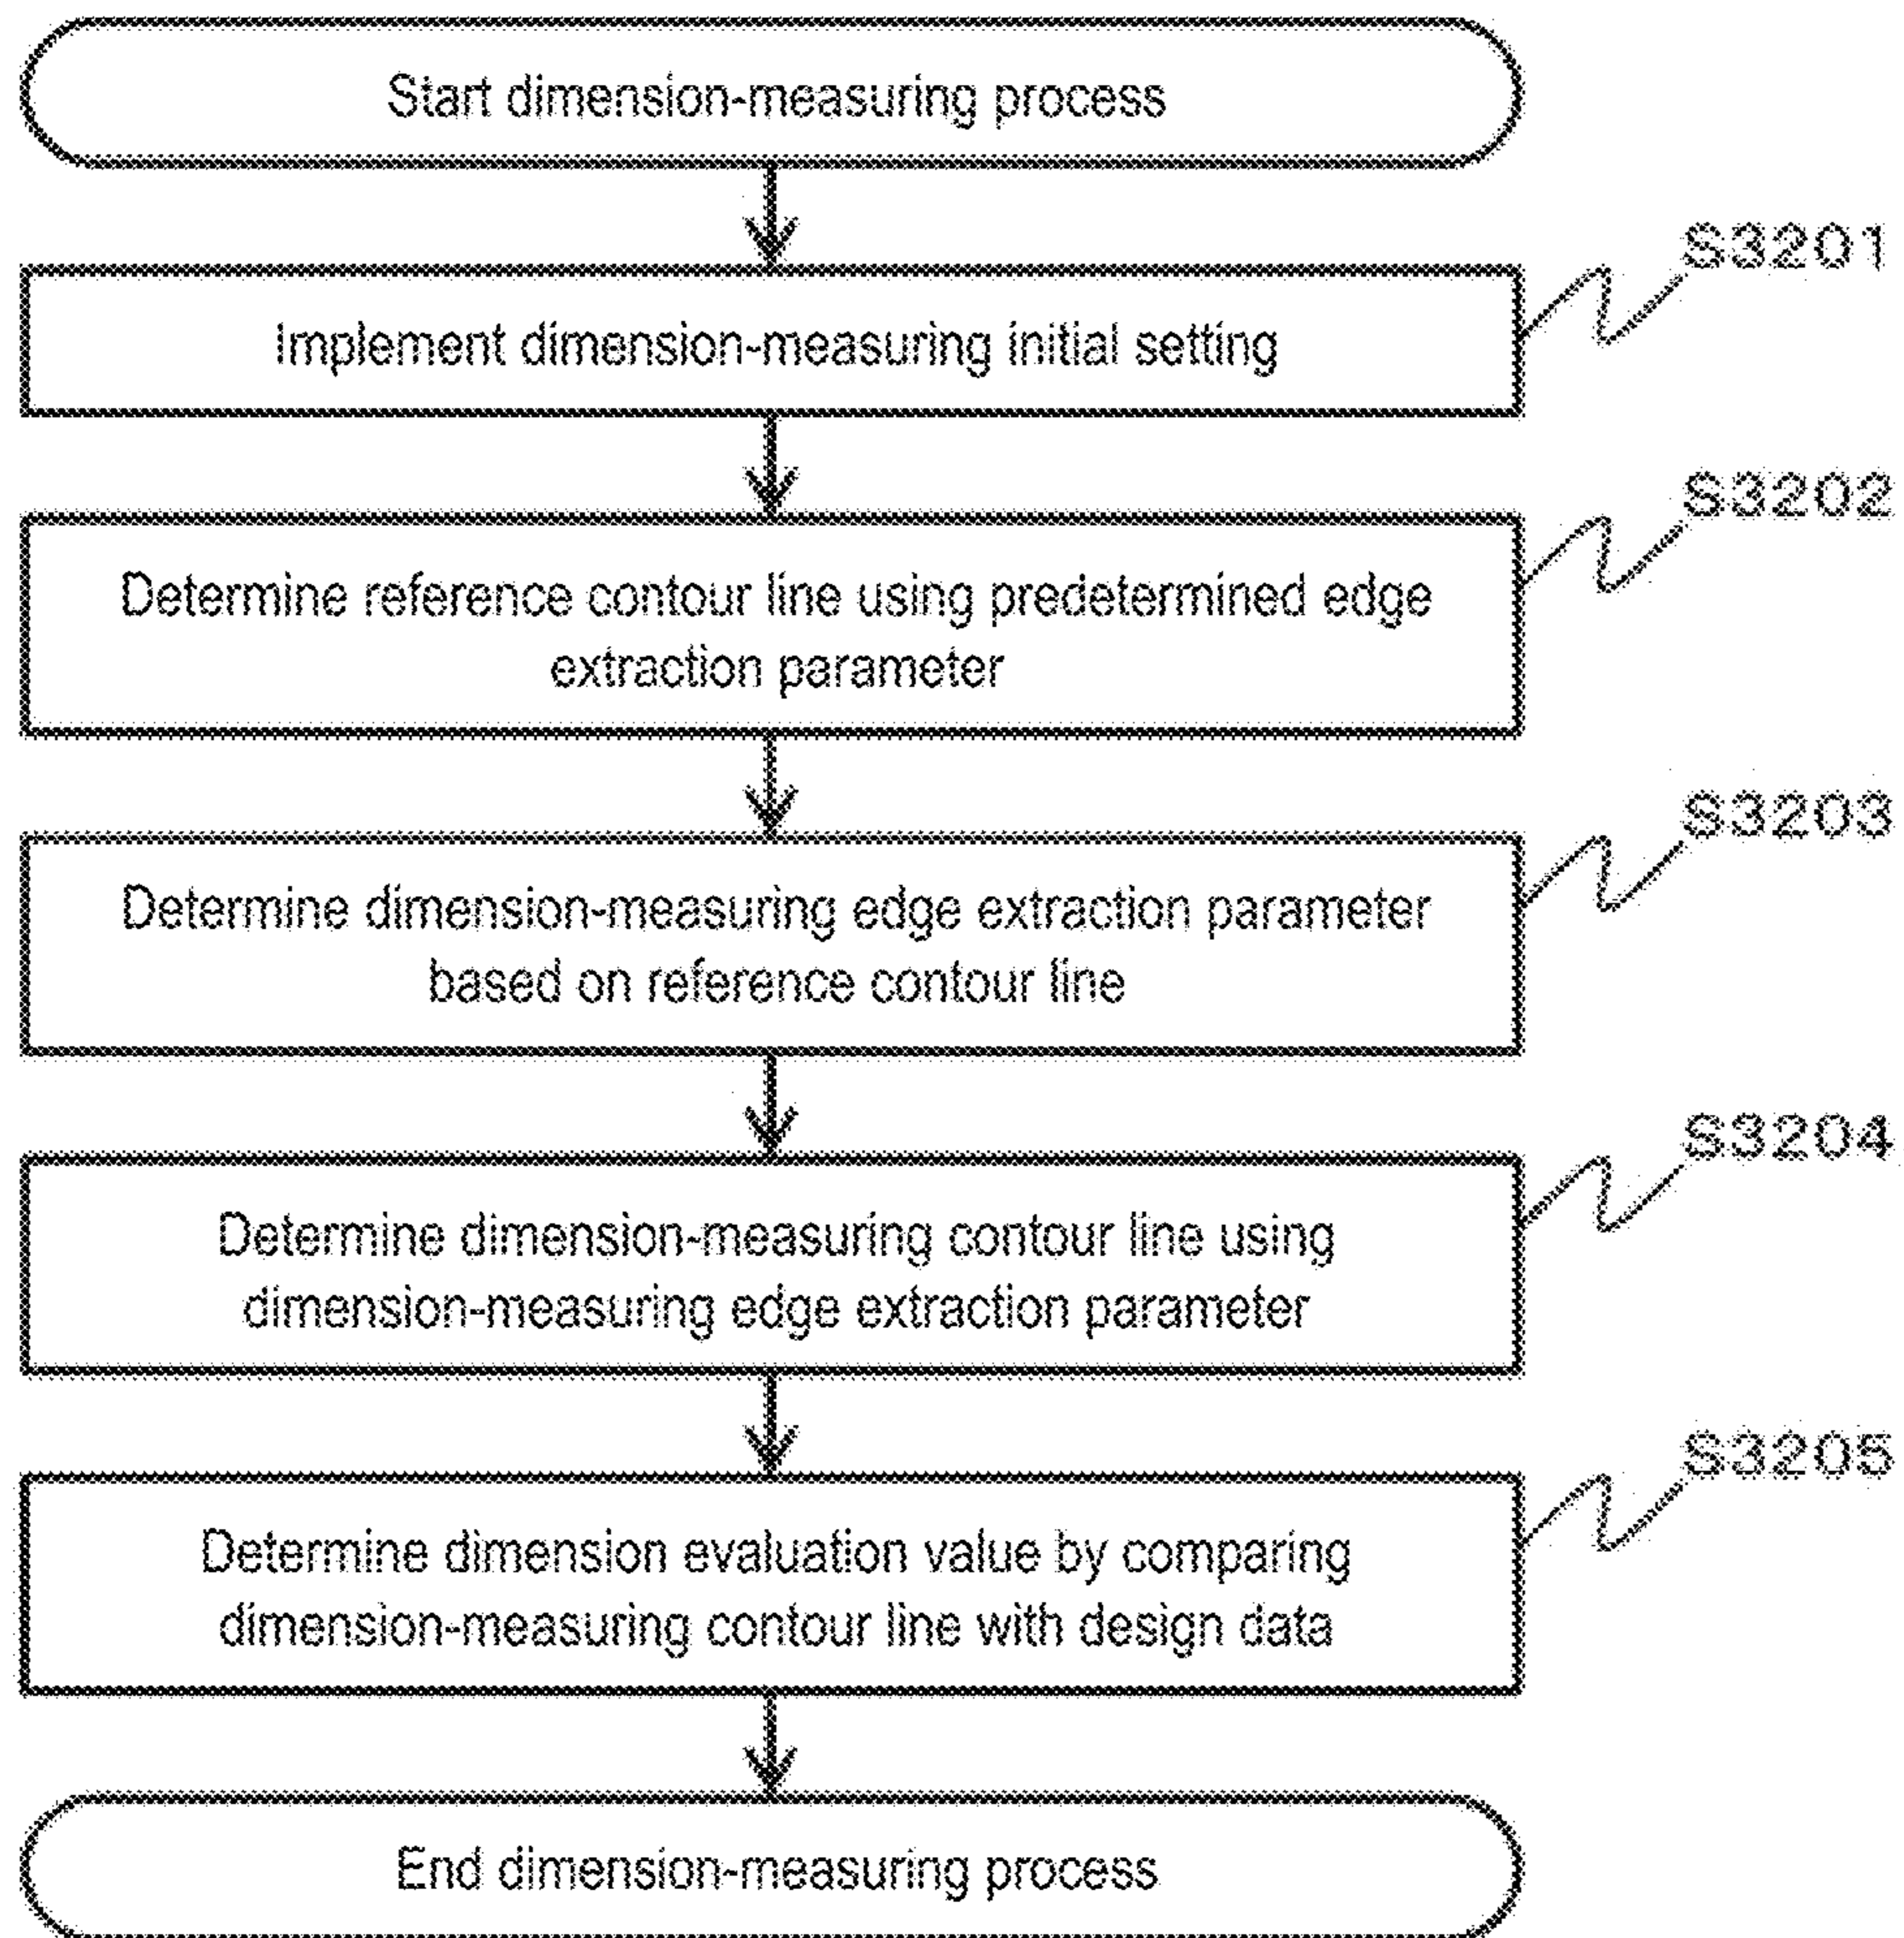 Start dimension-measuring process
S3201
Implement dimension-measuring initial setting
S3202
Determine reference contour line using predetermined edge
extraction parameter
S3203
Determine dimension-measuring edge extraction parameter
based on reference contour line
S3204
Determine dimension-measuring contour line using
dimension-measuring edge extraction parameter
S3205
Determine dimension evaluation value by comparing
dimension-measuring contour line with design data
End dimension-measuring process